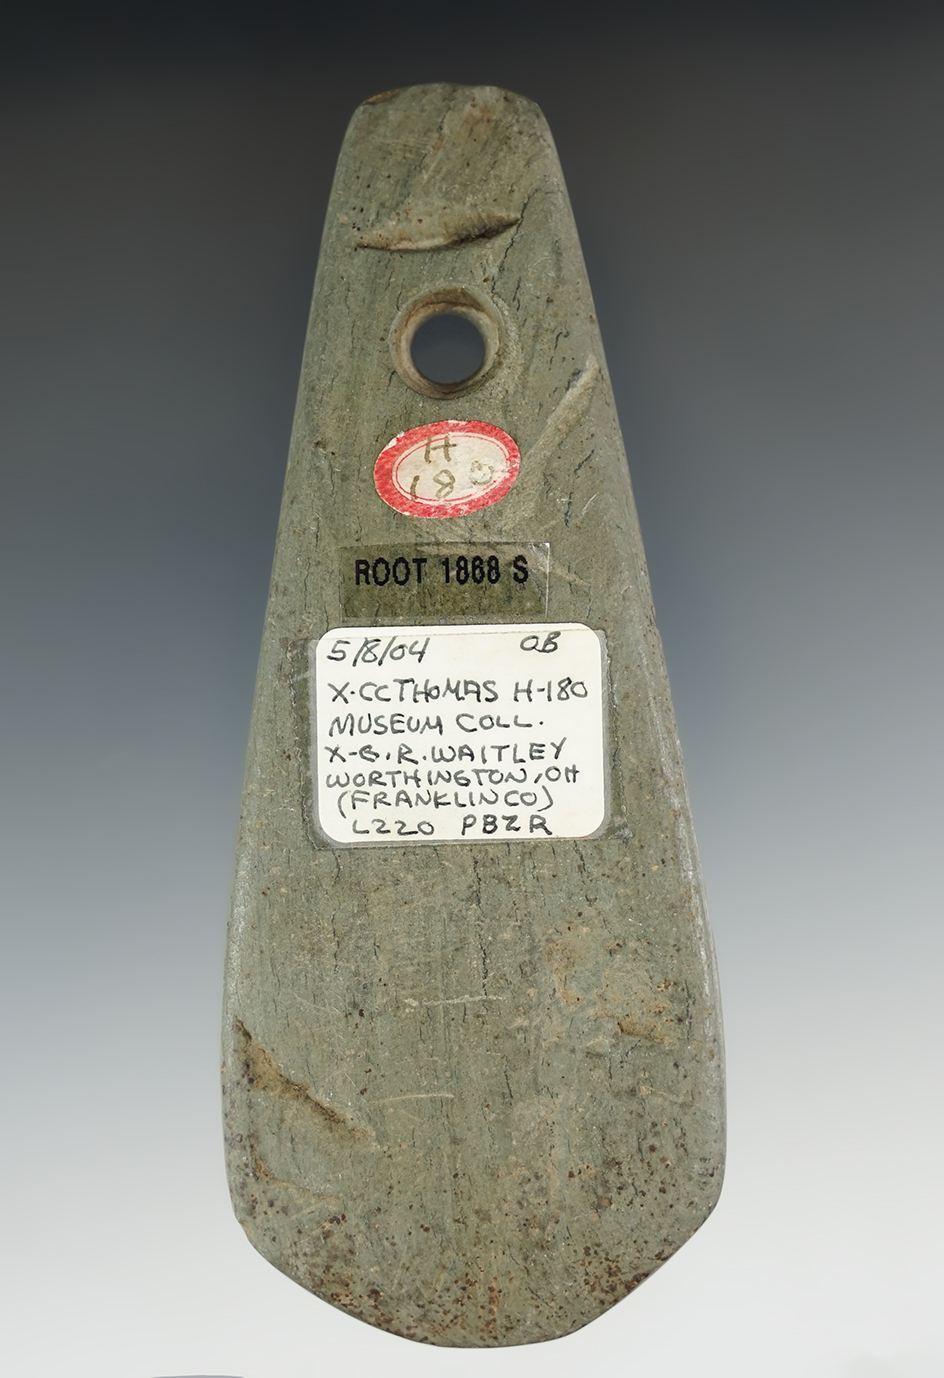 H
180
ROOT 1868 S
5/8/04 OB
X-CCTHOMAS H-180
MUSEUM COLL.
X-G.R.WAITLEY
WORTHINGTON, OH
(FRANKLIN CO)
L220 PBZR